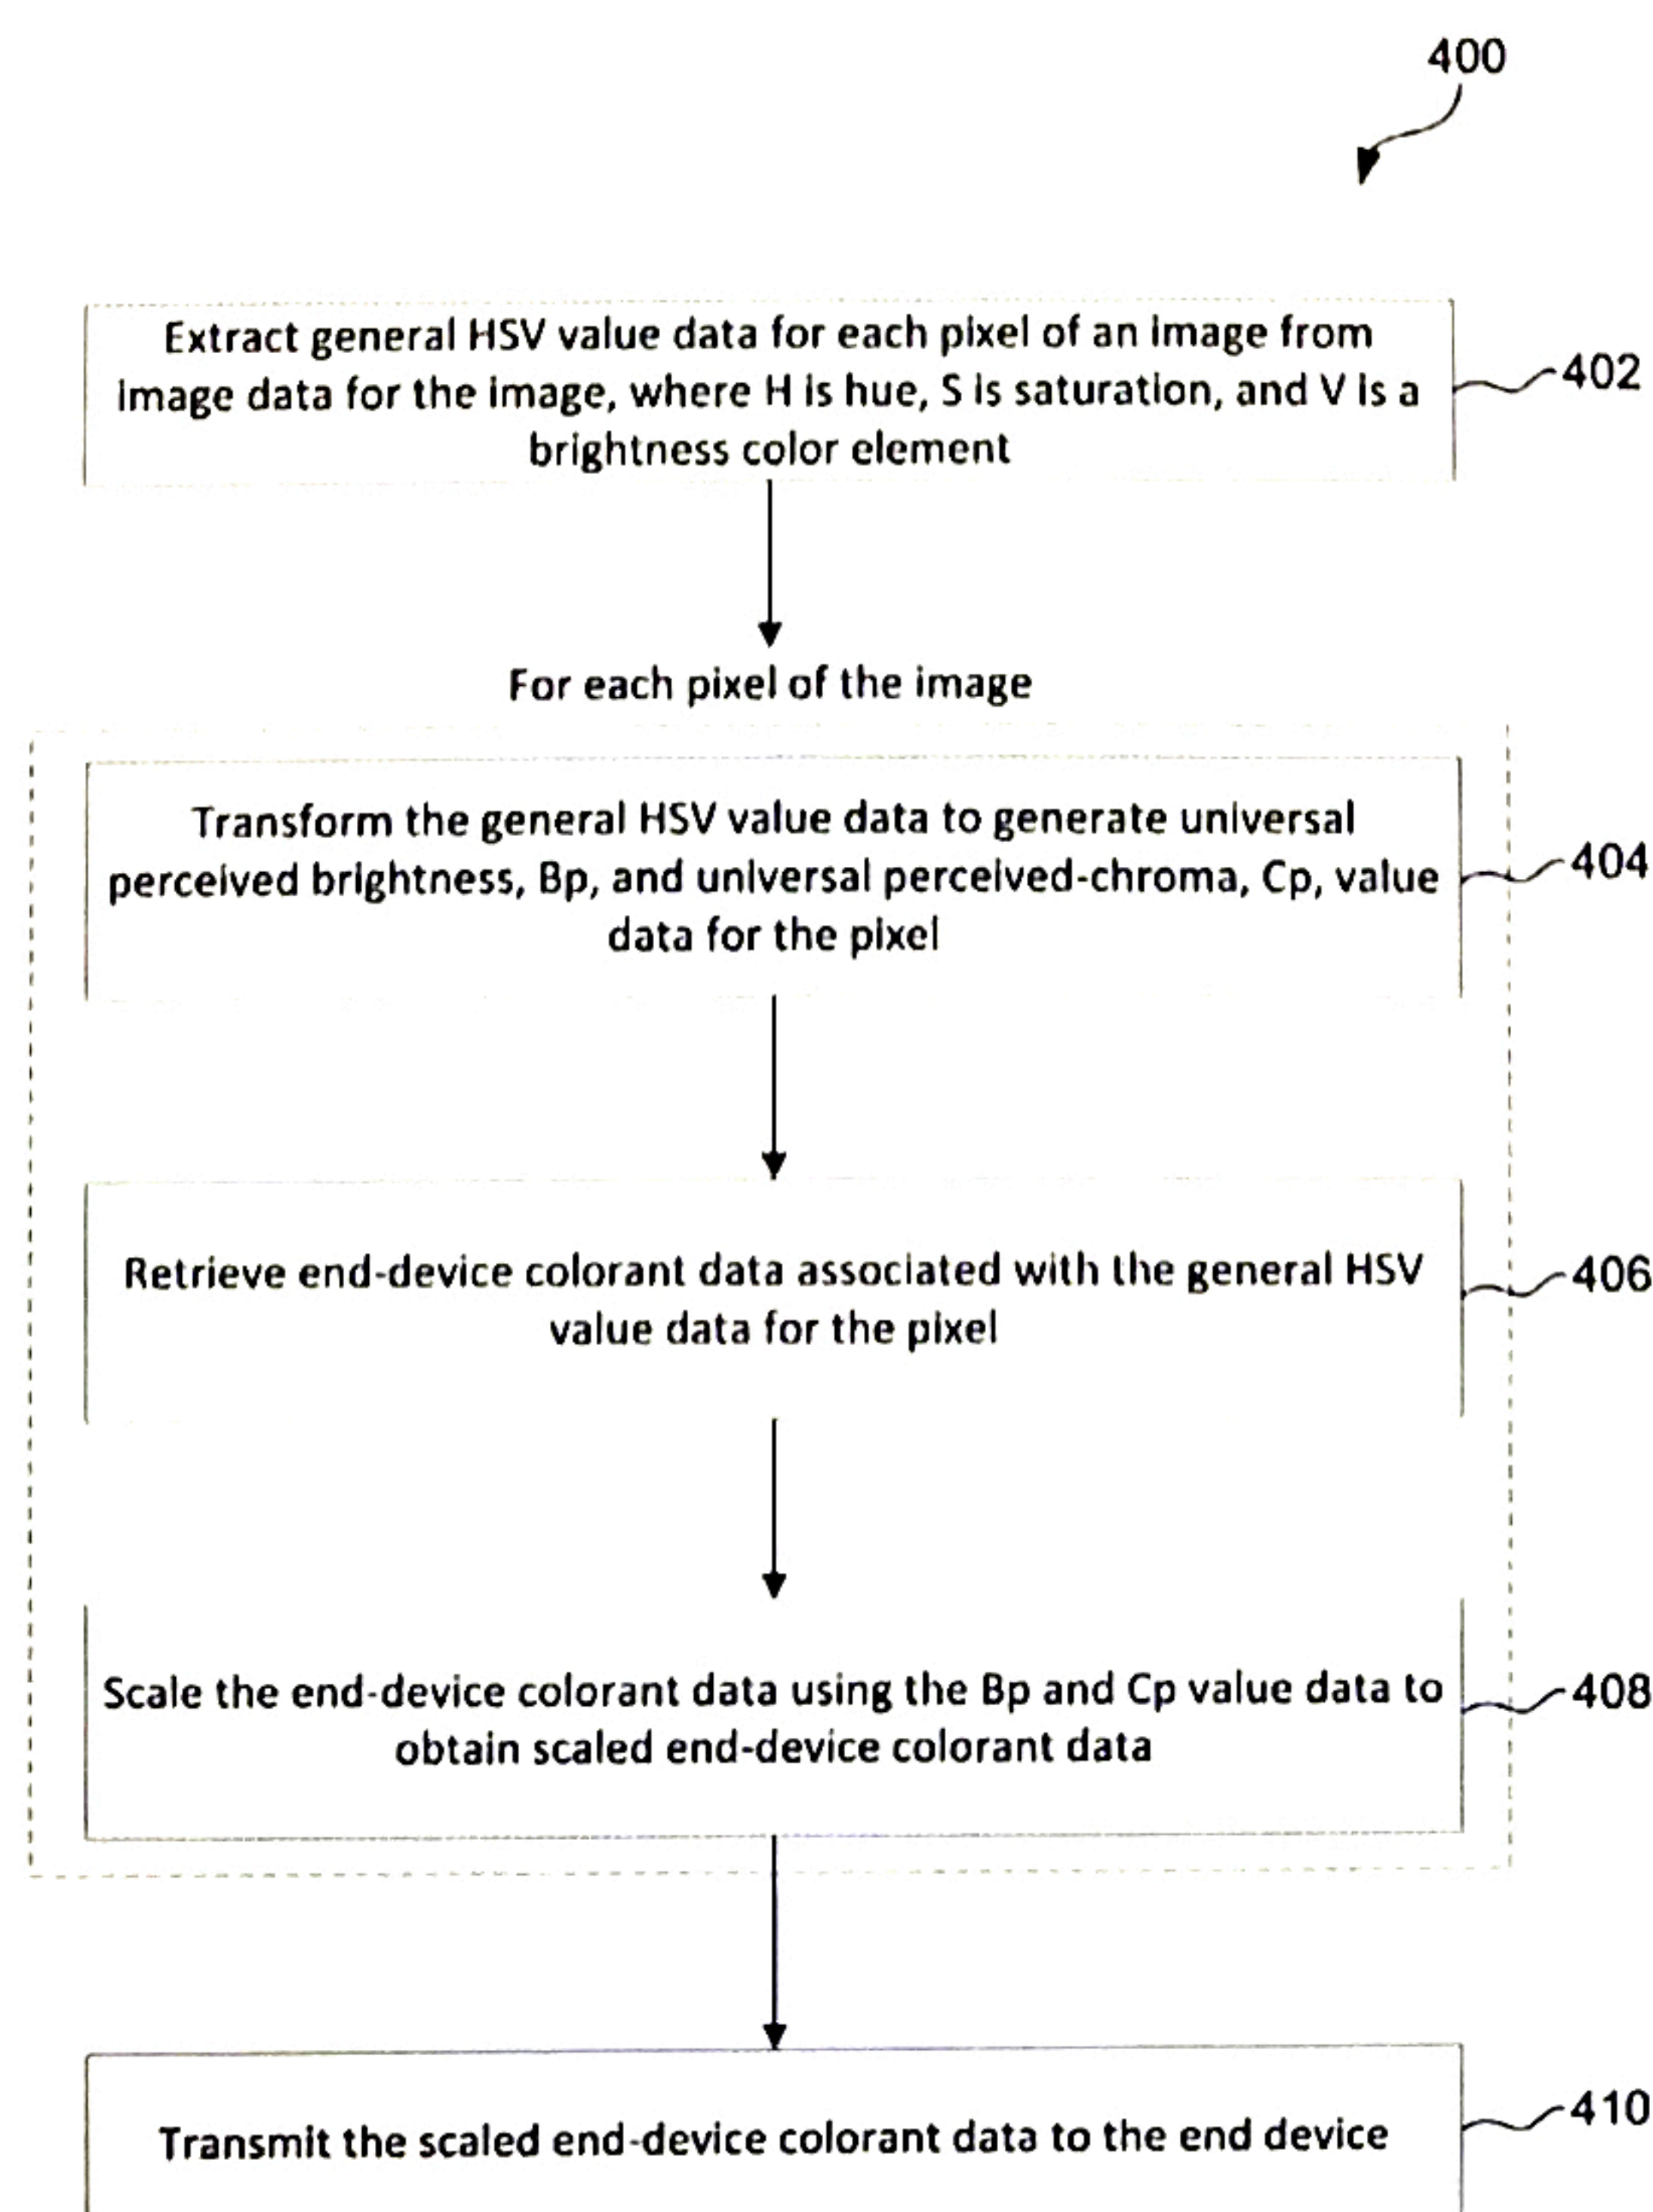 400
Extract general HSV value data for each pixel of an image from
image data for the image, where H is hue, S is saturation, and V is a
brightness color element
402
For each pixel of the image
Transform the general HSV value data to generate universal
perceived brightness, Bp, and universal perceived-chroma, Cp, value
data for the pixel
404
Retrieve end-device colorant data associated with the general HSV
value data for the pixel
406
Scale the end-device colorant data using the Bp and Cp value data to
obtain scaled end-device colorant data
408
Transmit the scaled end-device colorant data to the end device
410